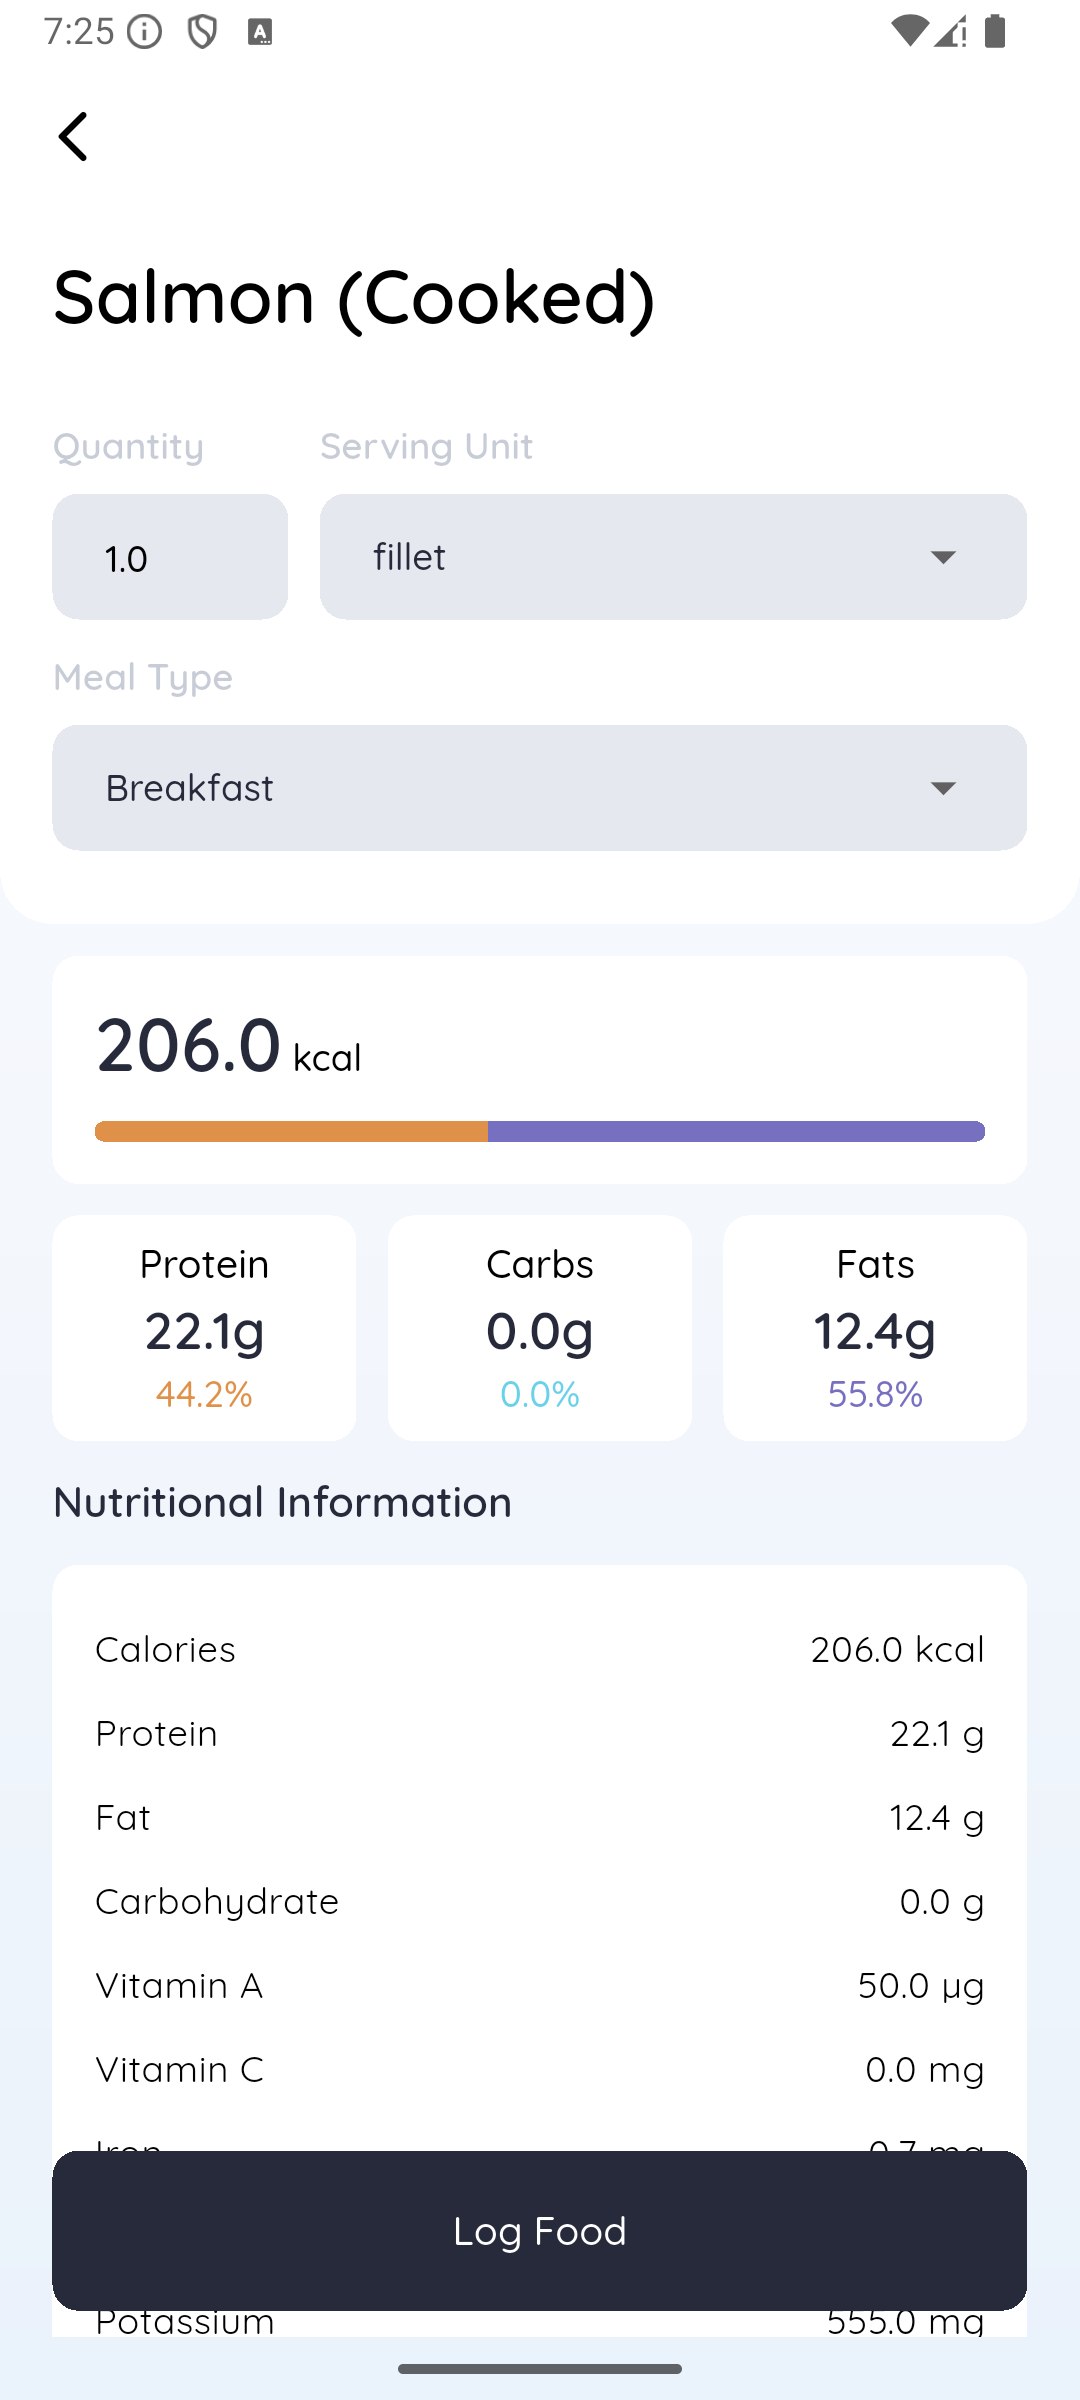 7:25
Salmon (Cooked)
Quantity Serving Unit
1.0 fillet
Meal Type
Breakfast
206.0 kcal
Protein Carbs Fats
22.1g 0.0g 12.4g
44.2% 0.0% 55.8%
Nutritional Information
Calories 206.0 kcal
Protein 22.1 g
Fat 12.4 g
Carbohydrate 0.0 g
Vitamin A 50.0 µg
Vitamin C 0.0 mg
Iron 0.7 mg
Log Food
Potassium 555.0 mg